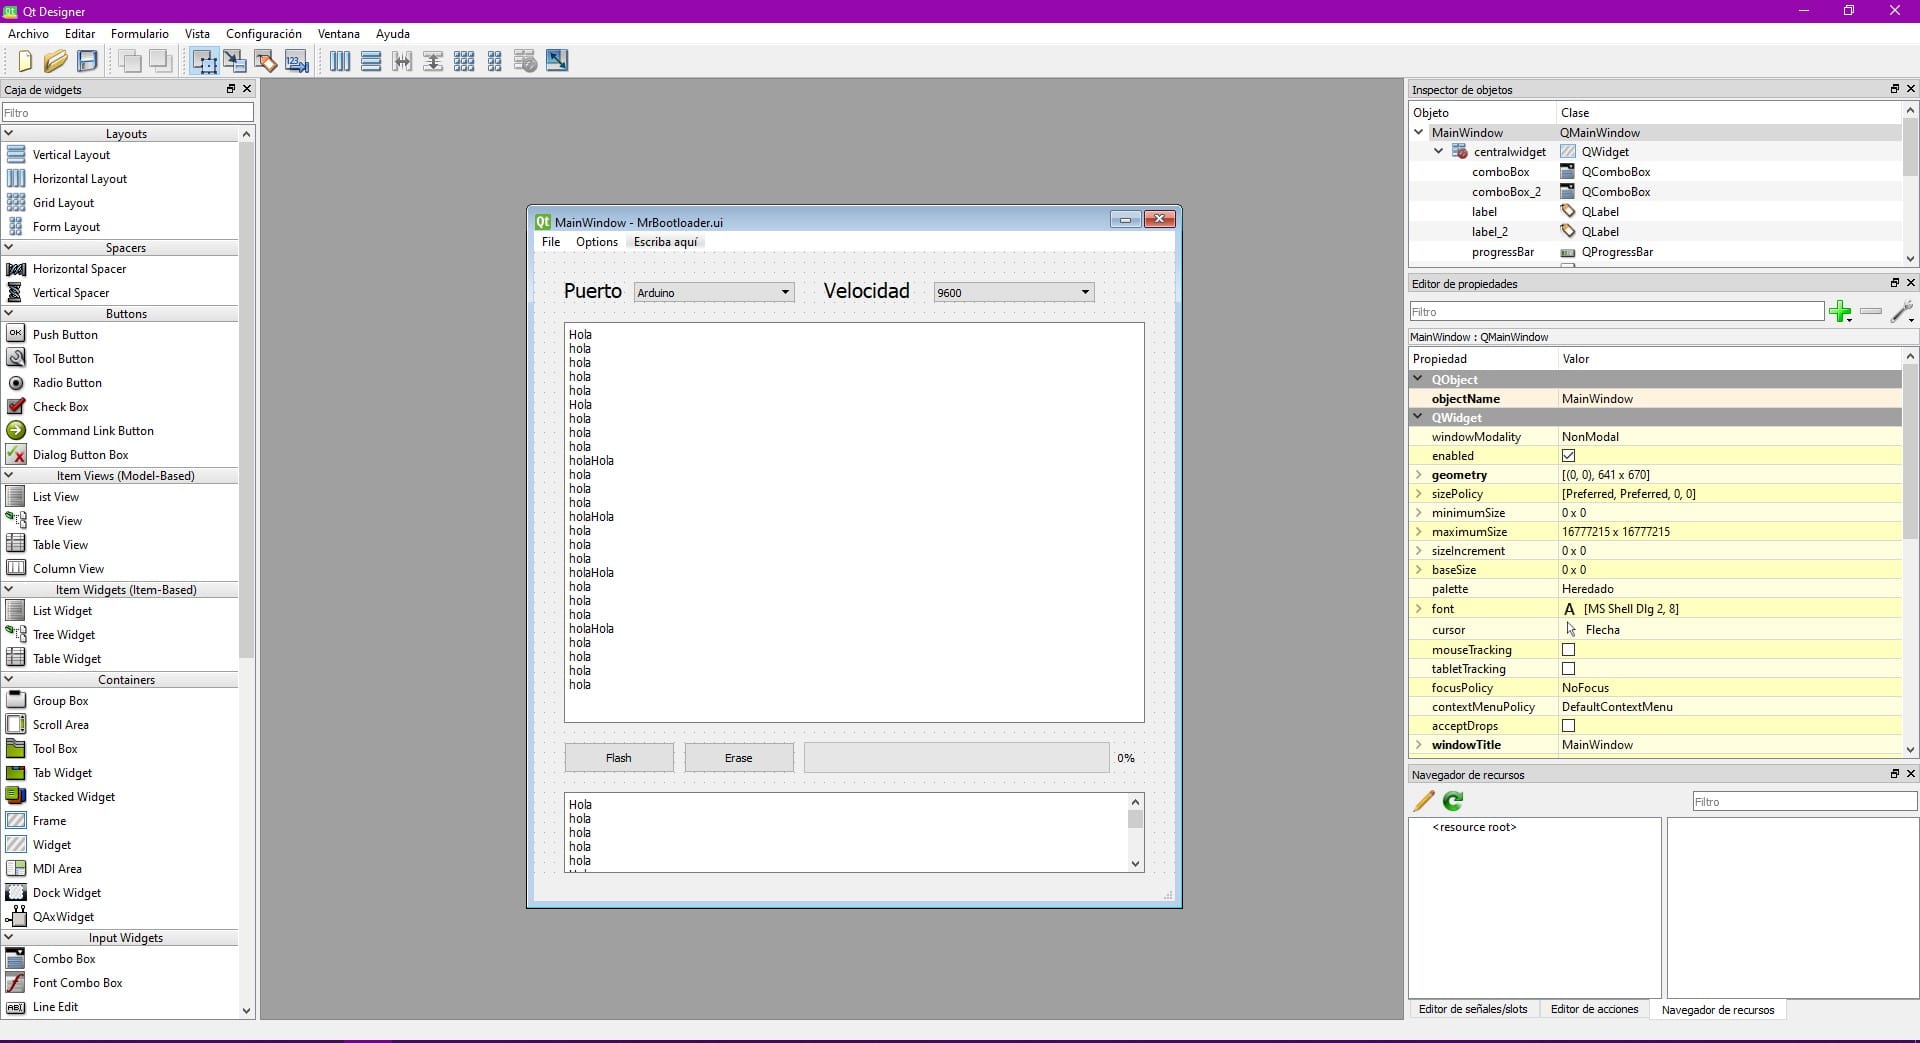 Qt Designer
Archivo Editar Formulario Vista Configuración Ventana Ayuda
Caja de widgets
Filtro
Layouts
Vertical Layout
Horizontal Layout
Grid Layout
Form Layout
Spacers
Horizontal Spacer
Vertical Spacer
Buttons
Push Button
Tool Button
Radio Button
Check Box
Command Link Button
Dialog Button Box
Item Views (Model-Based)
List View
Tree View
Table View
Column View
Item Widgets (Item-Based)
List Widget
Tree Widget
Table Widget
Containers
Group Box
Scroll Area
Tool Box
Tab Widget
Stacked Widget
Frame
Widget
MDI Area
Dock Widget
QAxWidget
Input Widgets
Combo Box
Font Combo Box
Line Edit
MainWindow - MrBootloader.ui
File Options Escriba aquí
Puerto Arduino Velocidad 9600
Hola
hola
hola
hola
hola
Hola
hola
hola
hola
holaHola
hola
hola
hola
holaHola
hola
hola
hola
holaHola
hola
hola
hola
holaHola
hola
hola
hola
hola
Flash Erase 0%
Hola
hola
hola
hola
hola
Inspector de objetos
Objeto Clase
MainWindow QMainWindow
centralwidget QWidget
comboBox QComboBox
comboBox_2 QComboBox
label QLabel
label_2 QLabel
progressBar QProgressBar
Editor de propiedades
Filtro
MainWindow : QMainWindow
Propiedad Valor
QObject
objectName MainWindow
QWidget
windowModality NonModal
enabled
geometry [(0, 0), 641 x 670]
sizePolicy [Preferred, Preferred, 0, 0]
minimumSize 0 x 0
maximumSize 16777215 x 16777215
sizeIncrement 0 x 0
baseSize 0 x 0
palette Heredado
font A [MS Shell Dlg 2, 8]
cursor Flecha
mouseTracking
tabletTracking
focusPolicy NoFocus
contextMenuPolicy DefaultContextMenu
acceptDrops
windowTitle MainWindow
Navegador de recursos
Filtro
<resource root>
Editor de señales/slots Editor de acciones Navegador de recursos